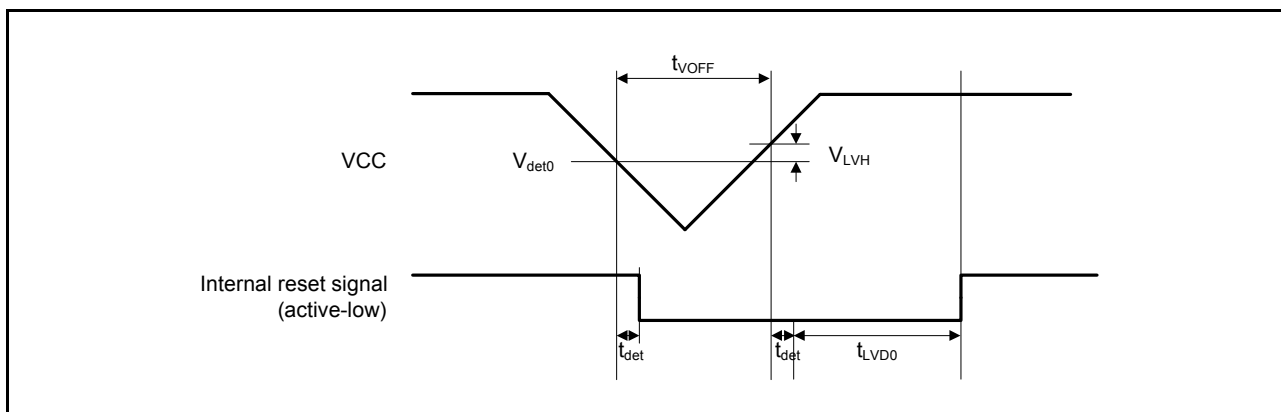 tVOFF
VCC
Vdet0
VLVH
Internal reset signal
(active-low)
tdet
tdet
tLVD0